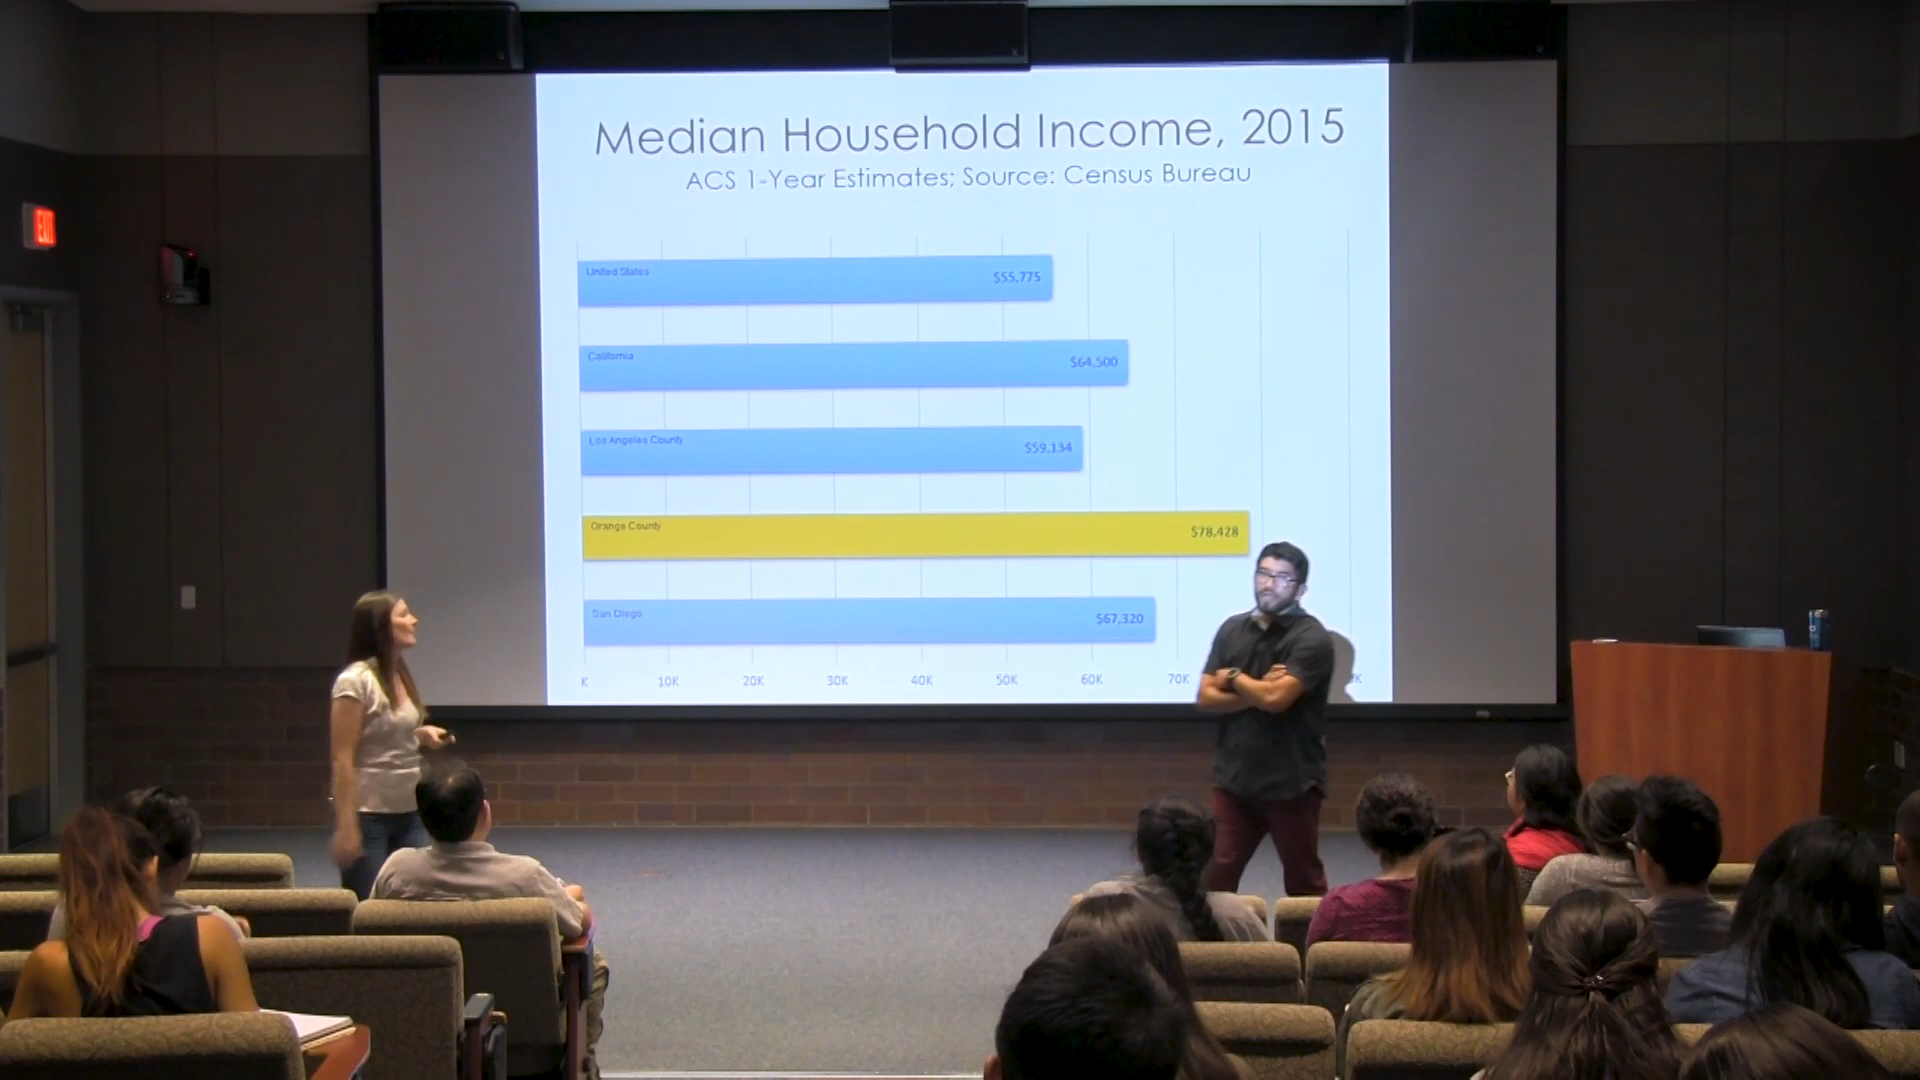 Median Household Income, 2015
ACS 1-Year Estimates; Source: Census Bureau
EXIT
United States $55,775
California $64,500
Los Angeles County $59,134
Orange County $78,428
San Diego $67,320
K 10K 20K 30K 40K 50K 60K 70K